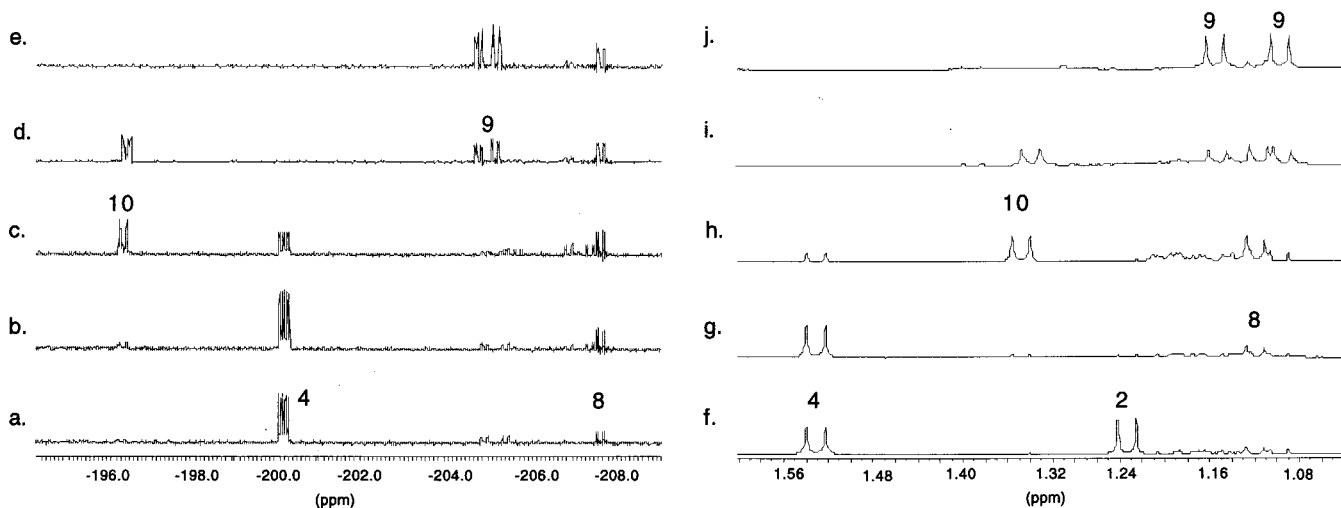 e.
d.
9
10
c.
b.
4
8
a.
-196.0 -198.0 -200.0 -202.0 -204.0 -206.0 -208.0
(ppm)
9 9
j.
i.
10
h.
8
g.
4
2
f.
1.56 1.48 1.40 1.32 1.24 1.16 1.08
(ppm)